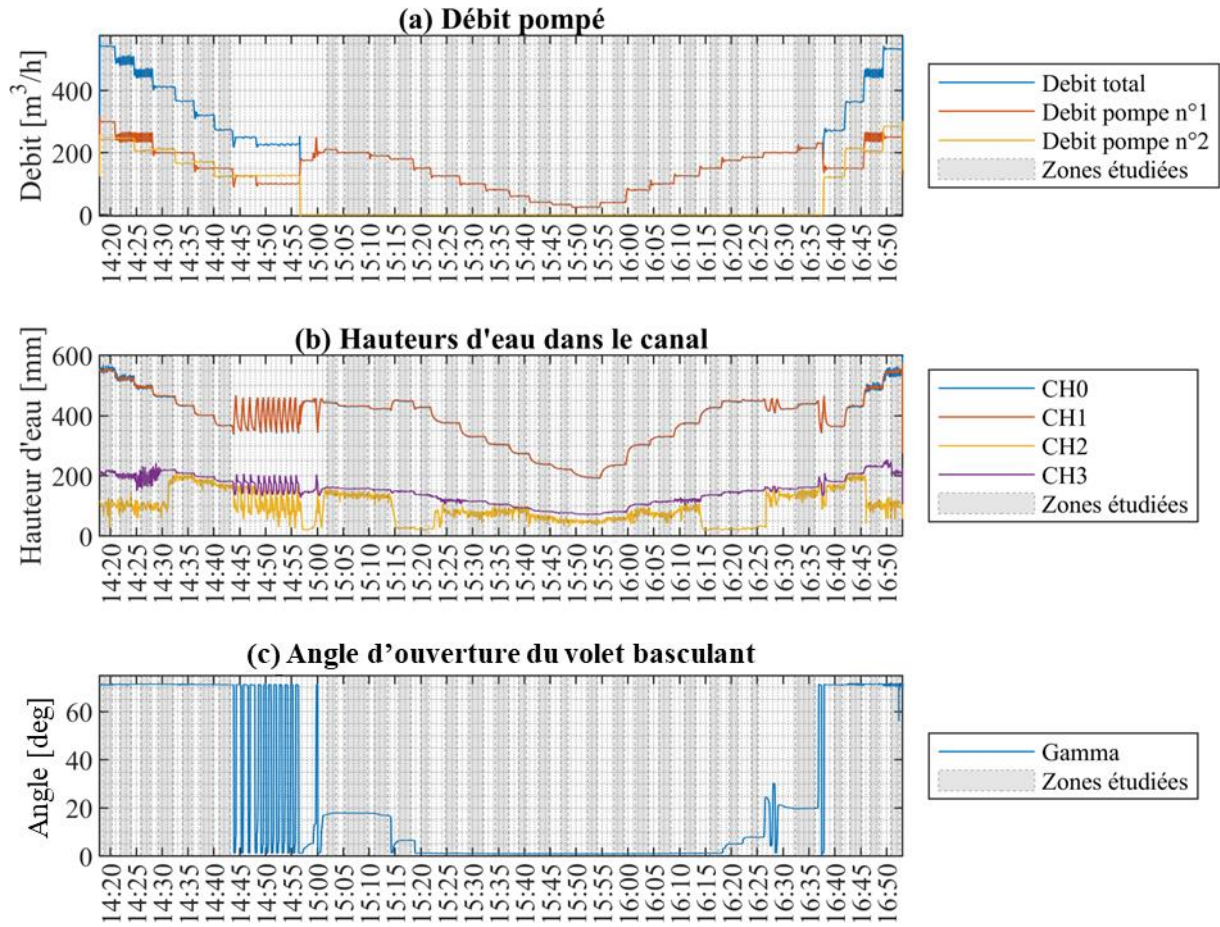 (a) Débit pompé
Debit [m³/h]
400
200
0
14:20 14:25 14:30 14:35 14:40 14:45 14:50 14:55 15:00 15:05 15:10 15:15 15:20 15:25 15:30 15:35 15:40 15:45 15:50 15:55 16:00 16:05 16:10 16:15 16:20 16:25 16:30 16:35 16:40 16:45 16:50
Debit total
Debit pompe n°1
Debit pompe n°2
Zones étudiées
(b) Hauteurs d'eau dans le canal
Hauteur d'eau [mm]
600
400
200
0
14:20 14:25 14:30 14:35 14:40 14:45 14:50 14:55 15:00 15:05 15:10 15:15 15:20 15:25 15:30 15:35 15:40 15:45 15:50 15:55 16:00 16:05 16:10 16:15 16:20 16:25 16:30 16:35 16:40 16:45 16:50
CH0
CH1
CH2
CH3
Zones étudiées
(c) Angle d’ouverture du volet basculant
Angle [deg]
60
40
20
0
14:20 14:25 14:30 14:35 14:40 14:45 14:50 14:55 15:00 15:05 15:10 15:15 15:20 15:25 15:30 15:35 15:40 15:45 15:50 15:55 16:00 16:05 16:10 16:15 16:20 16:25 16:30 16:35 16:40 16:45 16:50
Gamma
Zones étudiées